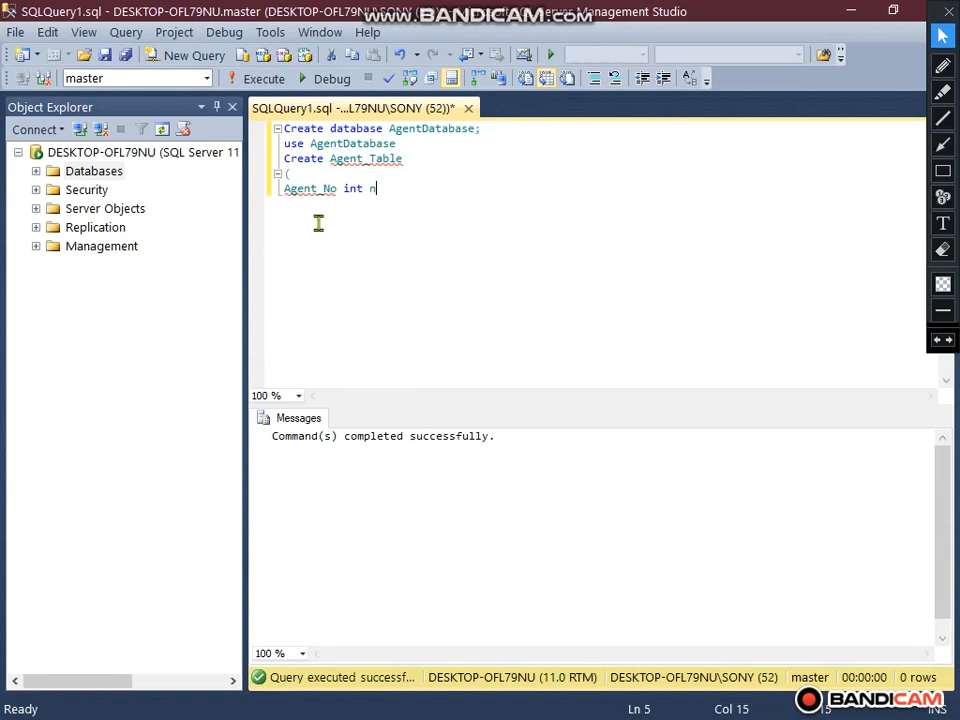 SQLQuery1.sql - DESKTOP-OFL79NU.master (DESKTOP-OFL79NU\ Server Management Studio
www.BANDICAM.com
File Edit View Query Project Debug Tools Window Help
New Query
master Execute Debug
Object Explorer
SQLQuery1.sql -...L79NU\SONY (52))*
Connect
DESKTOP-OFL79NU (SQL Server 11
Databases
Security
Server Objects
Replication
Management
Create database AgentDatabase;
use AgentDatabase
Create Agent_Table
(
Agent_No int n
100 %
Messages
Command(s) completed successfully.
100 %
Query executed successf... DESKTOP-OFL79NU (11.0 RTM) DESKTOP-OFL79NU\SONY (52) master 00:00:00 0 rows
Ready Ln 5 Col 15 INS
BANDICAM